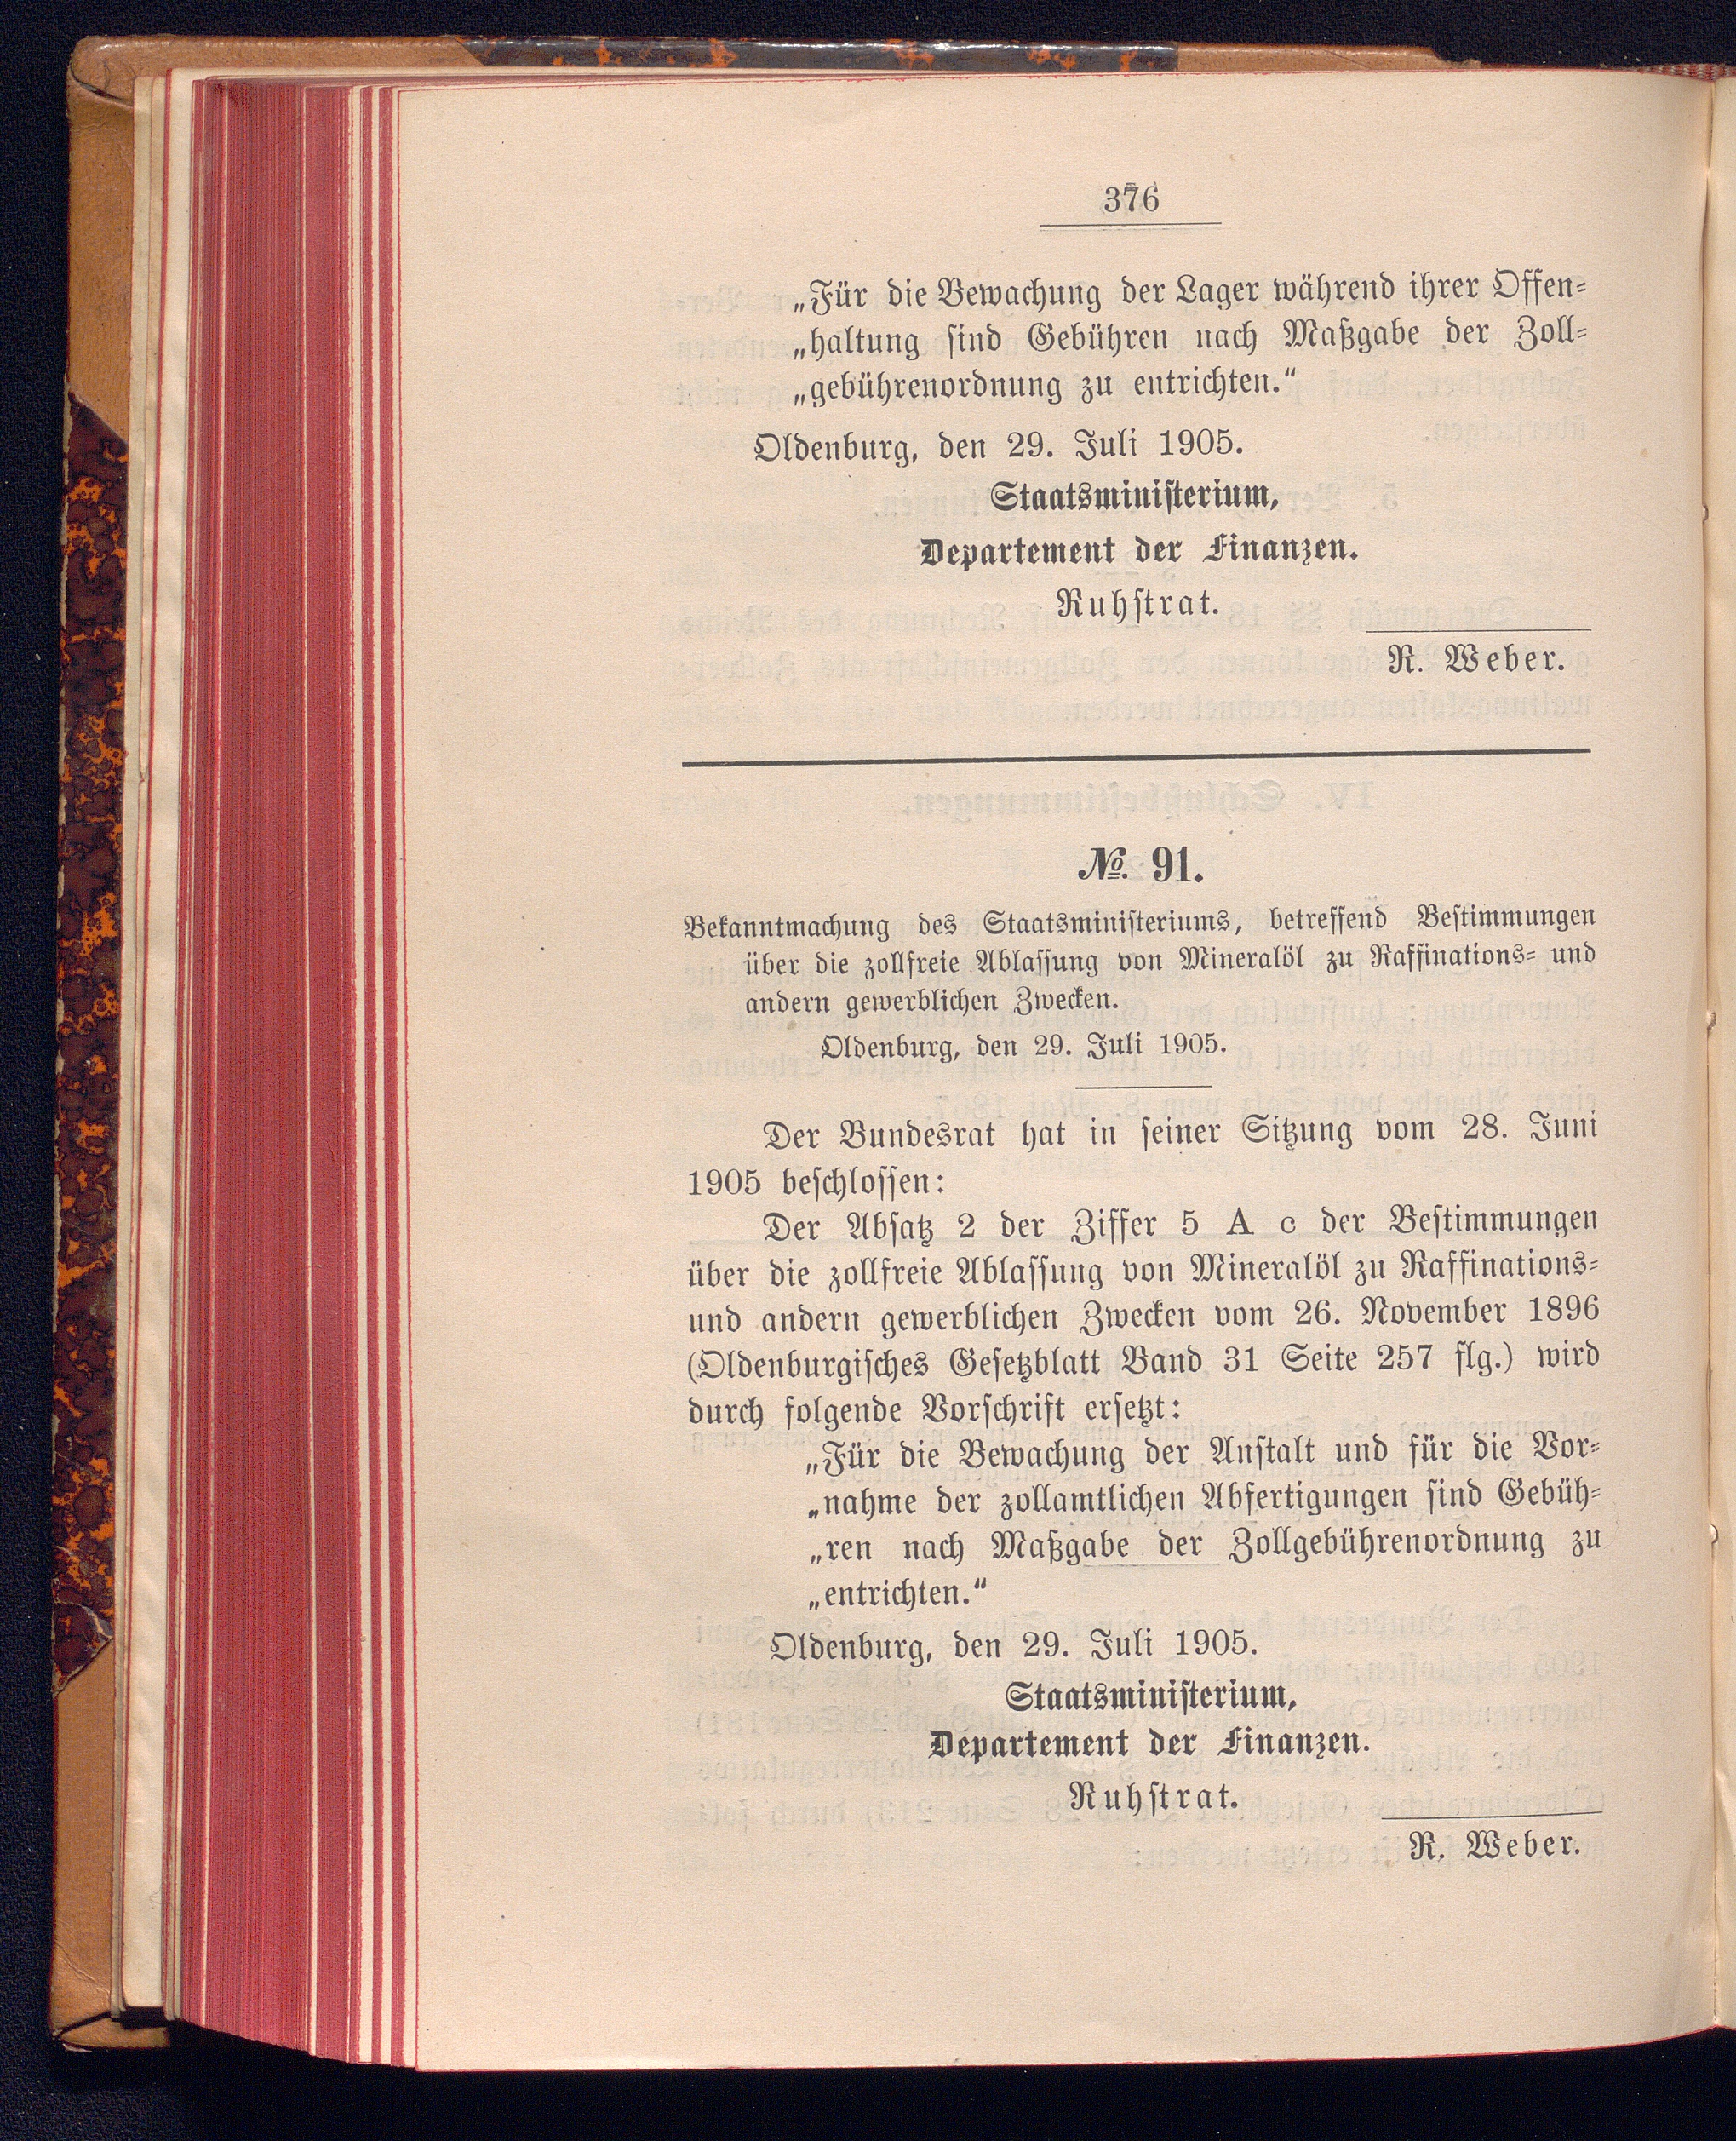 376
„Für die Bewachung der Lager während ihrer Offen-
„haltung sind Gebühren nach Maßgabe der Zoll-
„gebührenordnung zu entrichten.“
Oldenburg, den 29. Juli 1905.
Staatsministerium,
Departement der Finanzen.
Ruhstrat.
R. Weber.
No. 91.
Bekanntmachung des Staatsministeriums, betreffend Bestimmungen
über die zollfreie Ablassung von Mineralöl zu Raffinations- und
andern gewerblichen Zwecken.
Oldenburg, den 29. Juli 1905.
Der Bundesrat hat in seiner Sitzung vom 28. Juni
1905 beschlossen:
Der Absatz 2 der Ziffer 5 A c der Bestimmungen
über die zollfreie Ablassung von Mineralöl zu Raffinations-
und andern gewerblichen Zwecken vom 26. November 1896
(Oldenburgisches Gesetzblatt Band 31 Seite 257 flg.) wird
durch folgende Vorschrift ersetzt:
„Für die Bewachung der Anstalt und für die Vor-
„nahme der zollamtlichen Abfertigungen sind Gebüh-
„ren nach Maßgabe der Zollgebührenordnung zu
„entrichten.“
Oldenburg, den 29. Juli 1905.
Staatsministerium,
Departement der Finanzen.
Ruhstrat.
R. Weber.